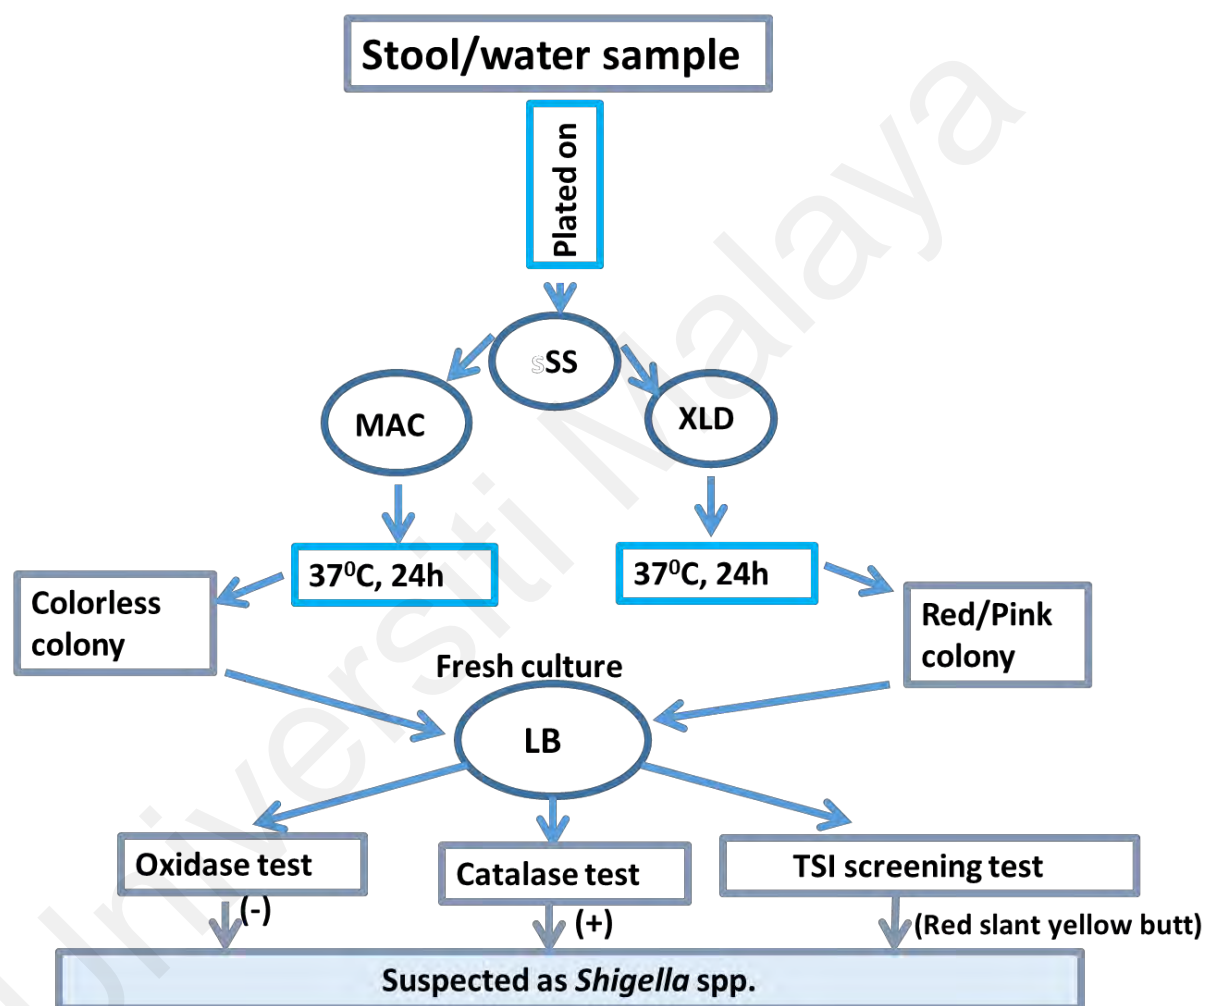 Stool/water sample
Plated on
sSS
MAC
XLD
37⁰C, 24h
37⁰C, 24h
Colorless
colony
Red/Pink
colony
Fresh culture
LB
Oxidase test
Catalase test
TSI screening test
(-)
(+)
(Red slant yellow butt)
Suspected as Shigella spp.
Universiti Malaya